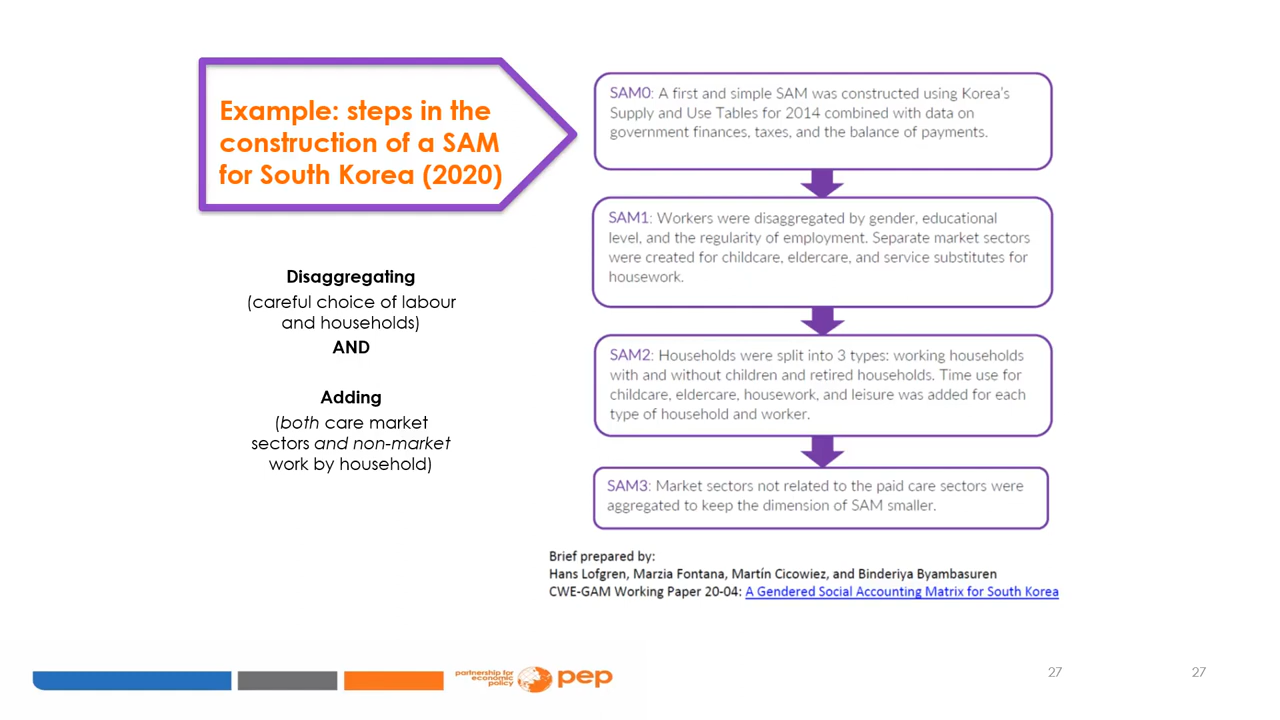 Example: steps in the
construction of a SAM
for South Korea (2020)
Disaggregating
(careful choice of labour
and households)
AND
Adding
(both care market
sectors and non-market
work by household)
SAM0: A first and simple SAM was constructed using Korea's
Supply and Use Tables for 2014 combined with data on
government finances, taxes, and the balance of payments.
SAM1: Workers were disaggregated by gender, educational
level, and the regularity of employment. Separate market sectors
were created for childcare, eldercare, and service substitutes for
housework.
SAM2: Households were split into 3 types: working households
with and without children and retired households. Time use for
childcare, eldercare, housework, and leisure was added for each
type of household and worker.
SAM3: Market sectors not related to the paid care sectors were
aggregated to keep the dimension of SAM smaller.
Brief prepared by:
Hans Lofgren, Marzia Fontana, Martín Cicowiez, and Binderiya Byambasuren
CWE-GAM Working Paper 20-04: A Gendered Social Accounting Matrix for South Korea
partnership for
economic
policy
pep
27
27